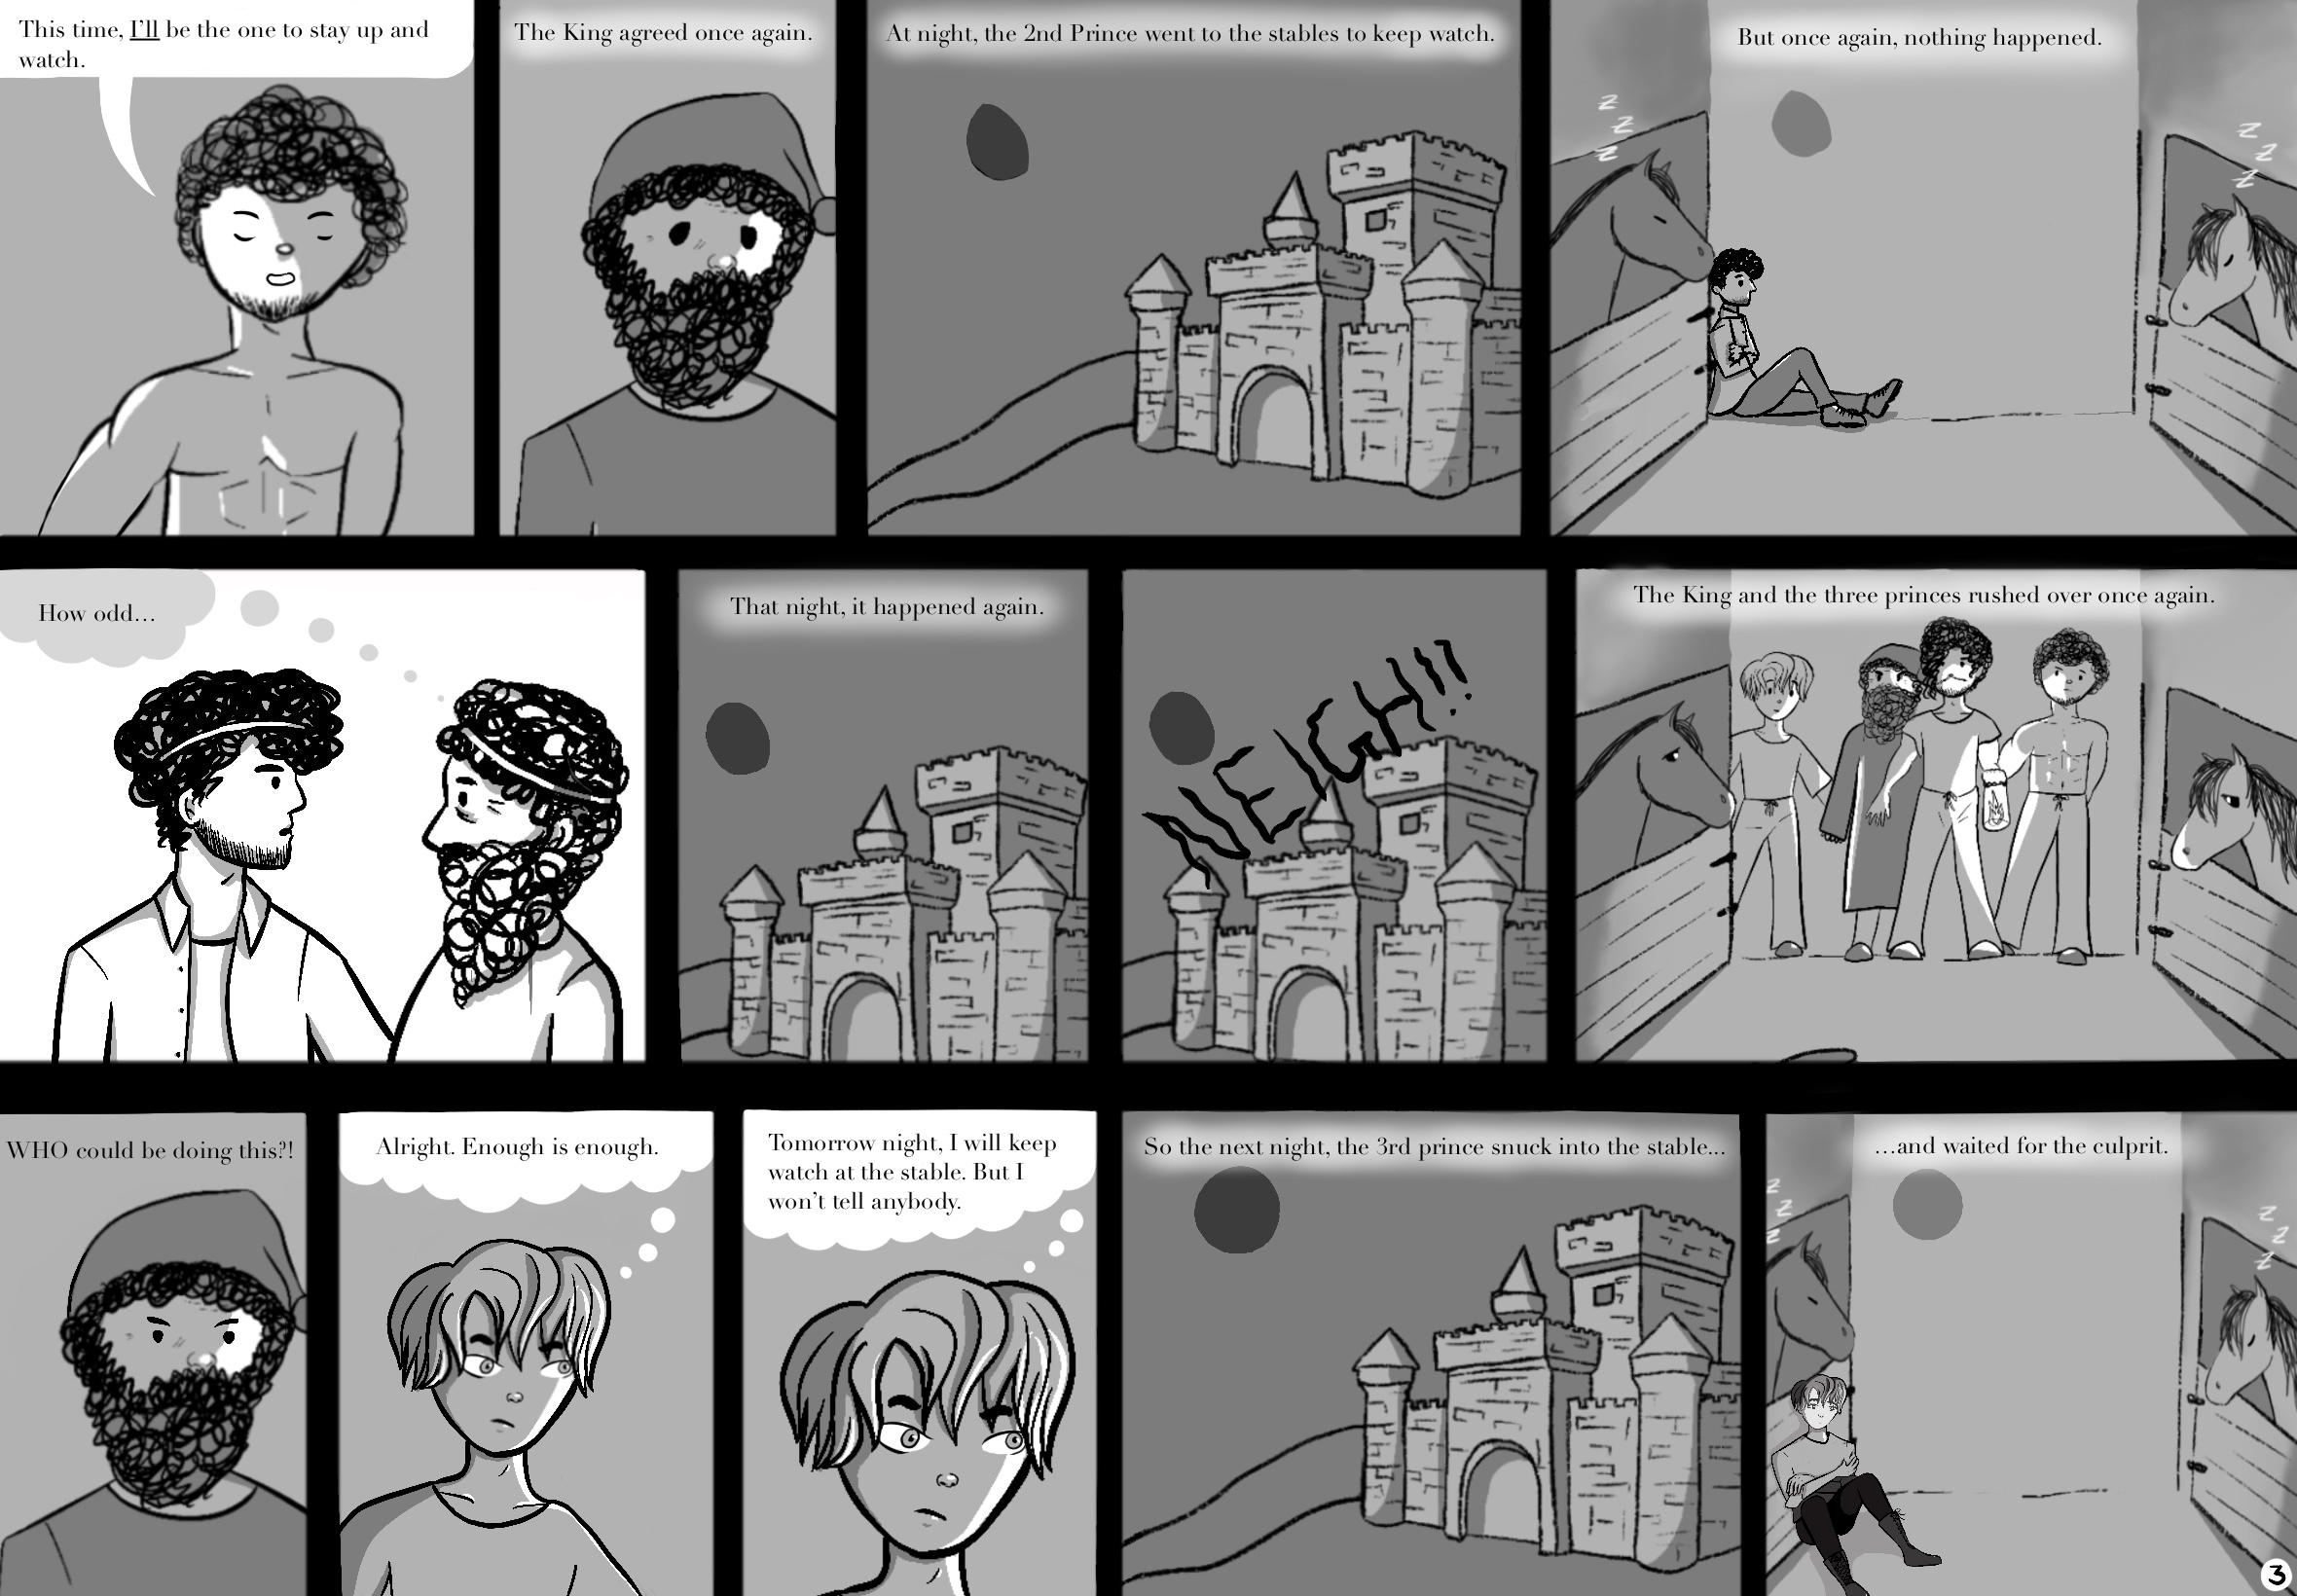 This time, I'll be the one to stay up and
watch.
The King agreed once again.
At night, the 2nd Prince went to the stables to keep watch.
But once again, nothing happened.
z
z
z
z
z
z
How odd...
That night, it happened again.
NEIGH!!
The King and the three princes rushed over once again.
WHO could be doing this?!
Alright. Enough is enough.
Tomorrow night, I will keep
watch at the stable. But I
won't tell anybody.
So the next night, the 3rd prince snuck into the stable...
...and waited for the culprit.
z
z
z
z
z
z
3